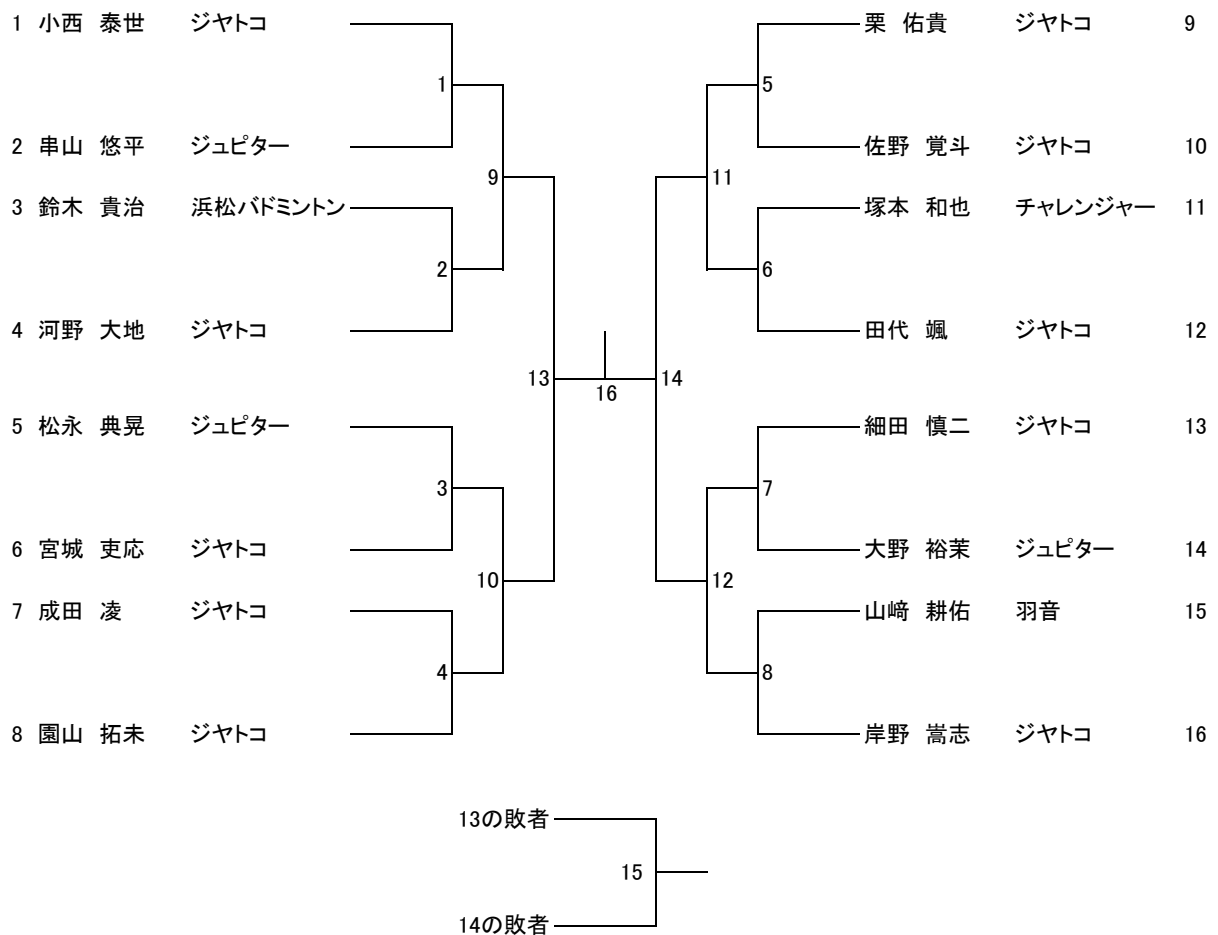 1 小西 泰世 ジヤトコ
栗 佑貴 ジヤトコ 9
1
5
2 串山 悠平 ジュピター
佐野 覚斗 ジヤトコ 10
9
11
3 鈴木 貴治 浜松バドミントン
塚本 和也 チャレンジャー 11
2
6
4 河野 大地 ジヤトコ
田代 颯 ジヤトコ 12
13
14
16
5 松永 典晃 ジュピター
細田 慎二 ジヤトコ 13
3
7
6 宮城 吏応 ジヤトコ
大野 裕茉 ジュピター 14
10
12
7 成田 凌 ジヤトコ
山﨑 耕佑 羽音 15
4
8
8 園山 拓未 ジヤトコ
岸野 嵩志 ジヤトコ 16
13の敗者
15
14の敗者